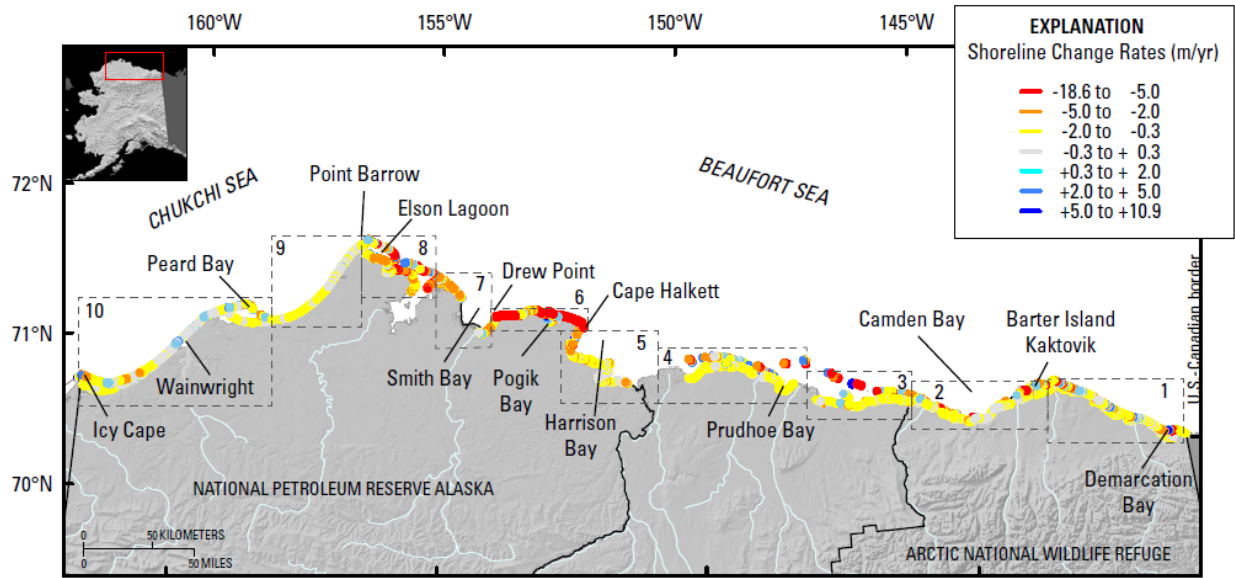 160°W
155°W
150°W
145°W
EXPLANATION
Shoreline Change Rates (m/yr)
-18.6 to -5.0
-5.0 to -2.0
-2.0 to -0.3
-0.3 to + 0.3
+0.3 to + 2.0
+2.0 to + 5.0
+5.0 to +10.9
72°N
71°N
70°N
CHUKCHI SEA
BEAUFORT SEA
Point Barrow
Elson Lagoon
Peard Bay
Drew Point
Cape Halkett
Camden Bay
Barter Island
Kaktovik
U.S.-Canadian border
10
9
8
7
6
5
4
3
2
1
Wainwright
Icy Cape
Smith Bay
Pogik
Bay
Harrison
Bay
Prudhoe Bay
Demarcation
Bay
NATIONAL PETROLEUM RESERVE ALASKA
ARCTIC NATIONAL WILDLIFE REFUGE
0 50 KILOMETERS
0 50 MILES